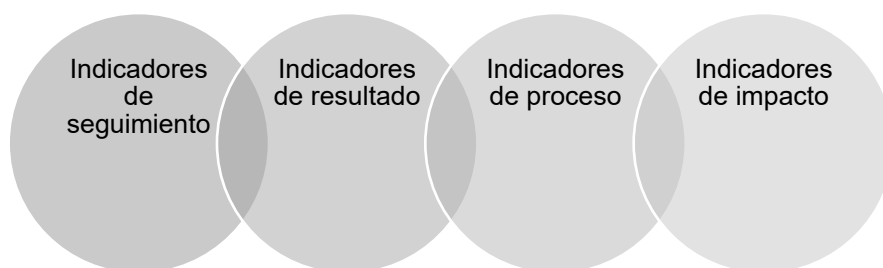 Indicadores
de
seguimiento
Indicadores
de resultado
Indicadores
de proceso
Indicadores
de impacto